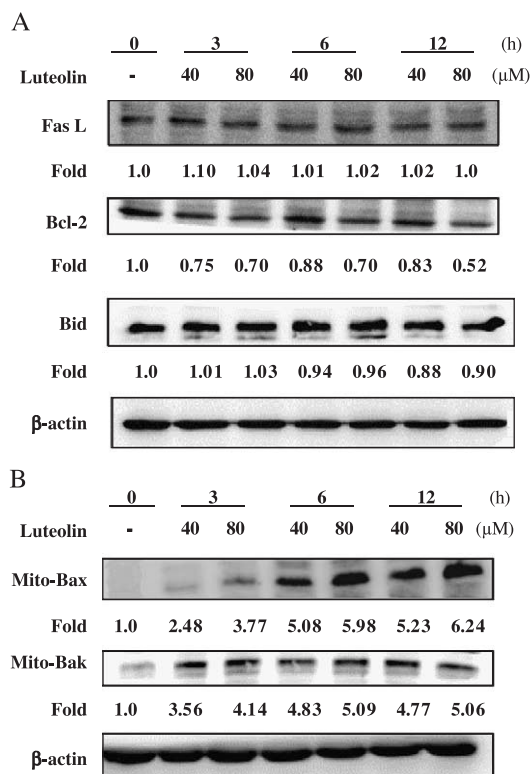 A
0 3 6 12 (h)
Luteolin - 40 80 40 80 40 80 (μM)
Fas L
Fold 1.0 1.10 1.04 1.01 1.02 1.02 1.0
Bcl-2
Fold 1.0 0.75 0.70 0.88 0.70 0.83 0.52
Bid
Fold 1.0 1.01 1.03 0.94 0.96 0.88 0.90
β-actin
B
0 3 6 12 (h)
Luteolin - 40 80 40 80 40 80 (μM)
Mito-Bax
Fold 1.0 2.48 3.77 5.08 5.98 5.23 6.24
Mito-Bak
Fold 1.0 3.56 4.14 4.83 5.09 4.77 5.06
β-actin